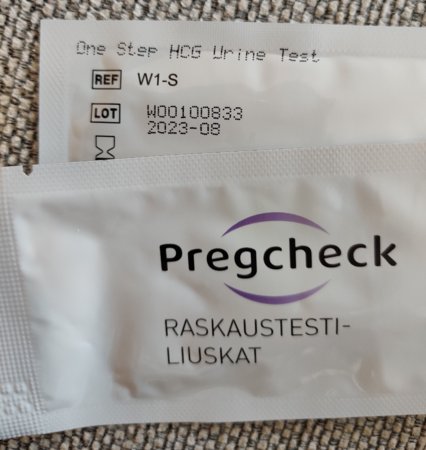 One Step HCG Urine Test
REF W1-S
LOT W00100833
2023-08
Pregcheck
RASKAUSTESTI-
LIUSKAT